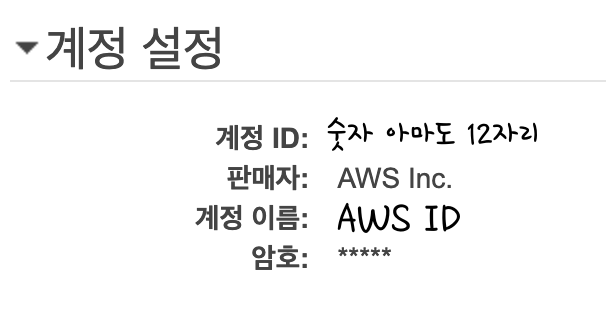 계정 설정
계정 ID: 숫자 아마도 12자리
판매자: AWS Inc.
계정 이름: AWS ID
암호: *****